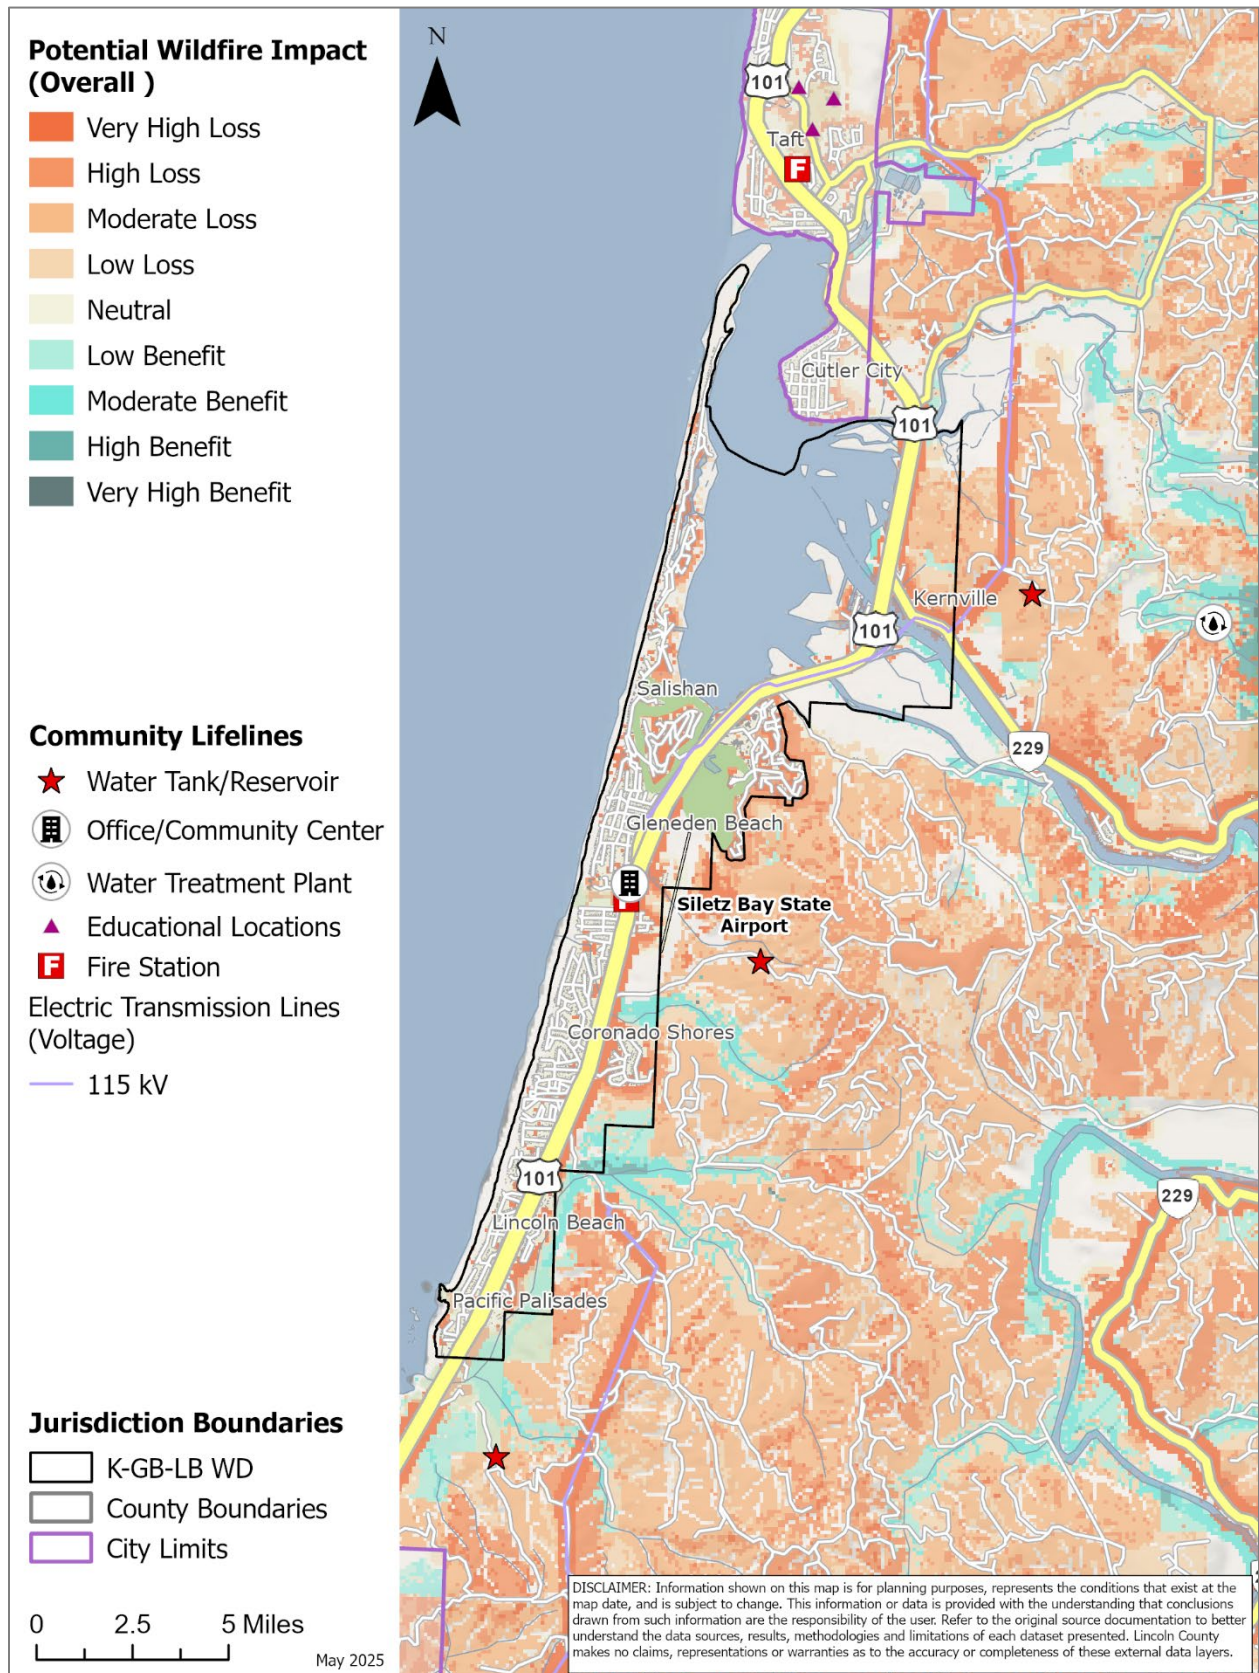 Potential Wildfire Impact
(Overall )
Very High Loss
High Loss
Moderate Loss
Low Loss
Neutral
Low Benefit
Moderate Benefit
High Benefit
Very High Benefit
Community Lifelines
Water Tank/Reservoir
Office/Community Center
Water Treatment Plant
Educational Locations
F Fire Station
Electric Transmission Lines
(Voltage)
115 kV
Jurisdiction Boundaries
K-GB-LB WD
County Boundaries
City Limits
0 2.5 5 Miles
May 2025
N
101
Taft
F
Cutler City
101
Kernville
101
Salishan
229
Gleneden Beach
F
Siletz Bay State
Airport
Coronado Shores
101
229
Lincoln Beach
Pacific Palisades
DISCLAIMER: Information shown on this map is for planning purposes, represents the conditions that exist at the
map date, and is subject to change. This information or data is provided with the understanding that conclusions
drawn from such information are the responsibility of the user. Refer to the original source documentation to better
understand the data sources, results, methodologies and limitations of each dataset presented. Lincoln County
makes no claims, representations or warranties as to the accuracy or completeness of these external data layers.